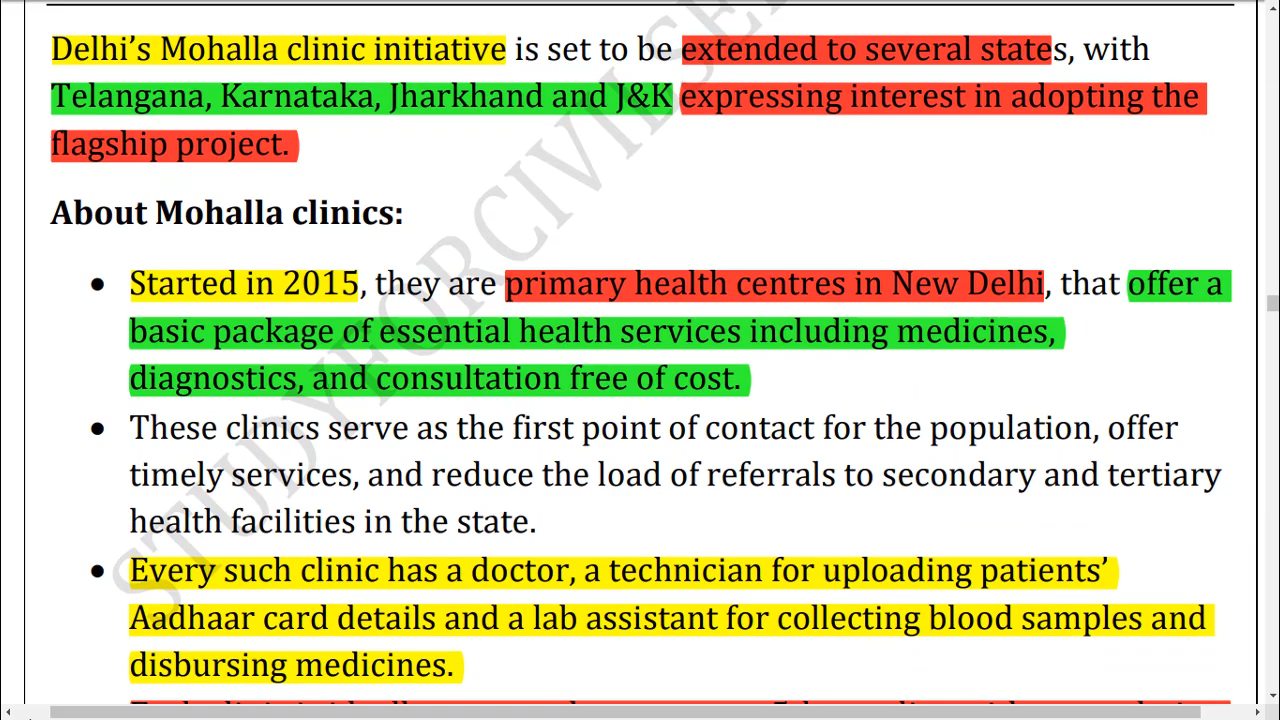 Delhi’s Mohalla clinic initiative is set to be extended to several states, with
Telangana, Karnataka, Jharkhand and J&K expressing interest in adopting the
flagship project.
About Mohalla clinics:
• Started in 2015, they are primary health centres in New Delhi, that offer a
basic package of essential health services including medicines,
diagnostics, and consultation free of cost.
• These clinics serve as the first point of contact for the population, offer
timely services, and reduce the load of referrals to secondary and tertiary
health facilities in the state.
• Every such clinic has a doctor, a technician for uploading patients’
Aadhaar card details and a lab assistant for collecting blood samples and
disbursing medicines.
STUDYFORCIVILSE